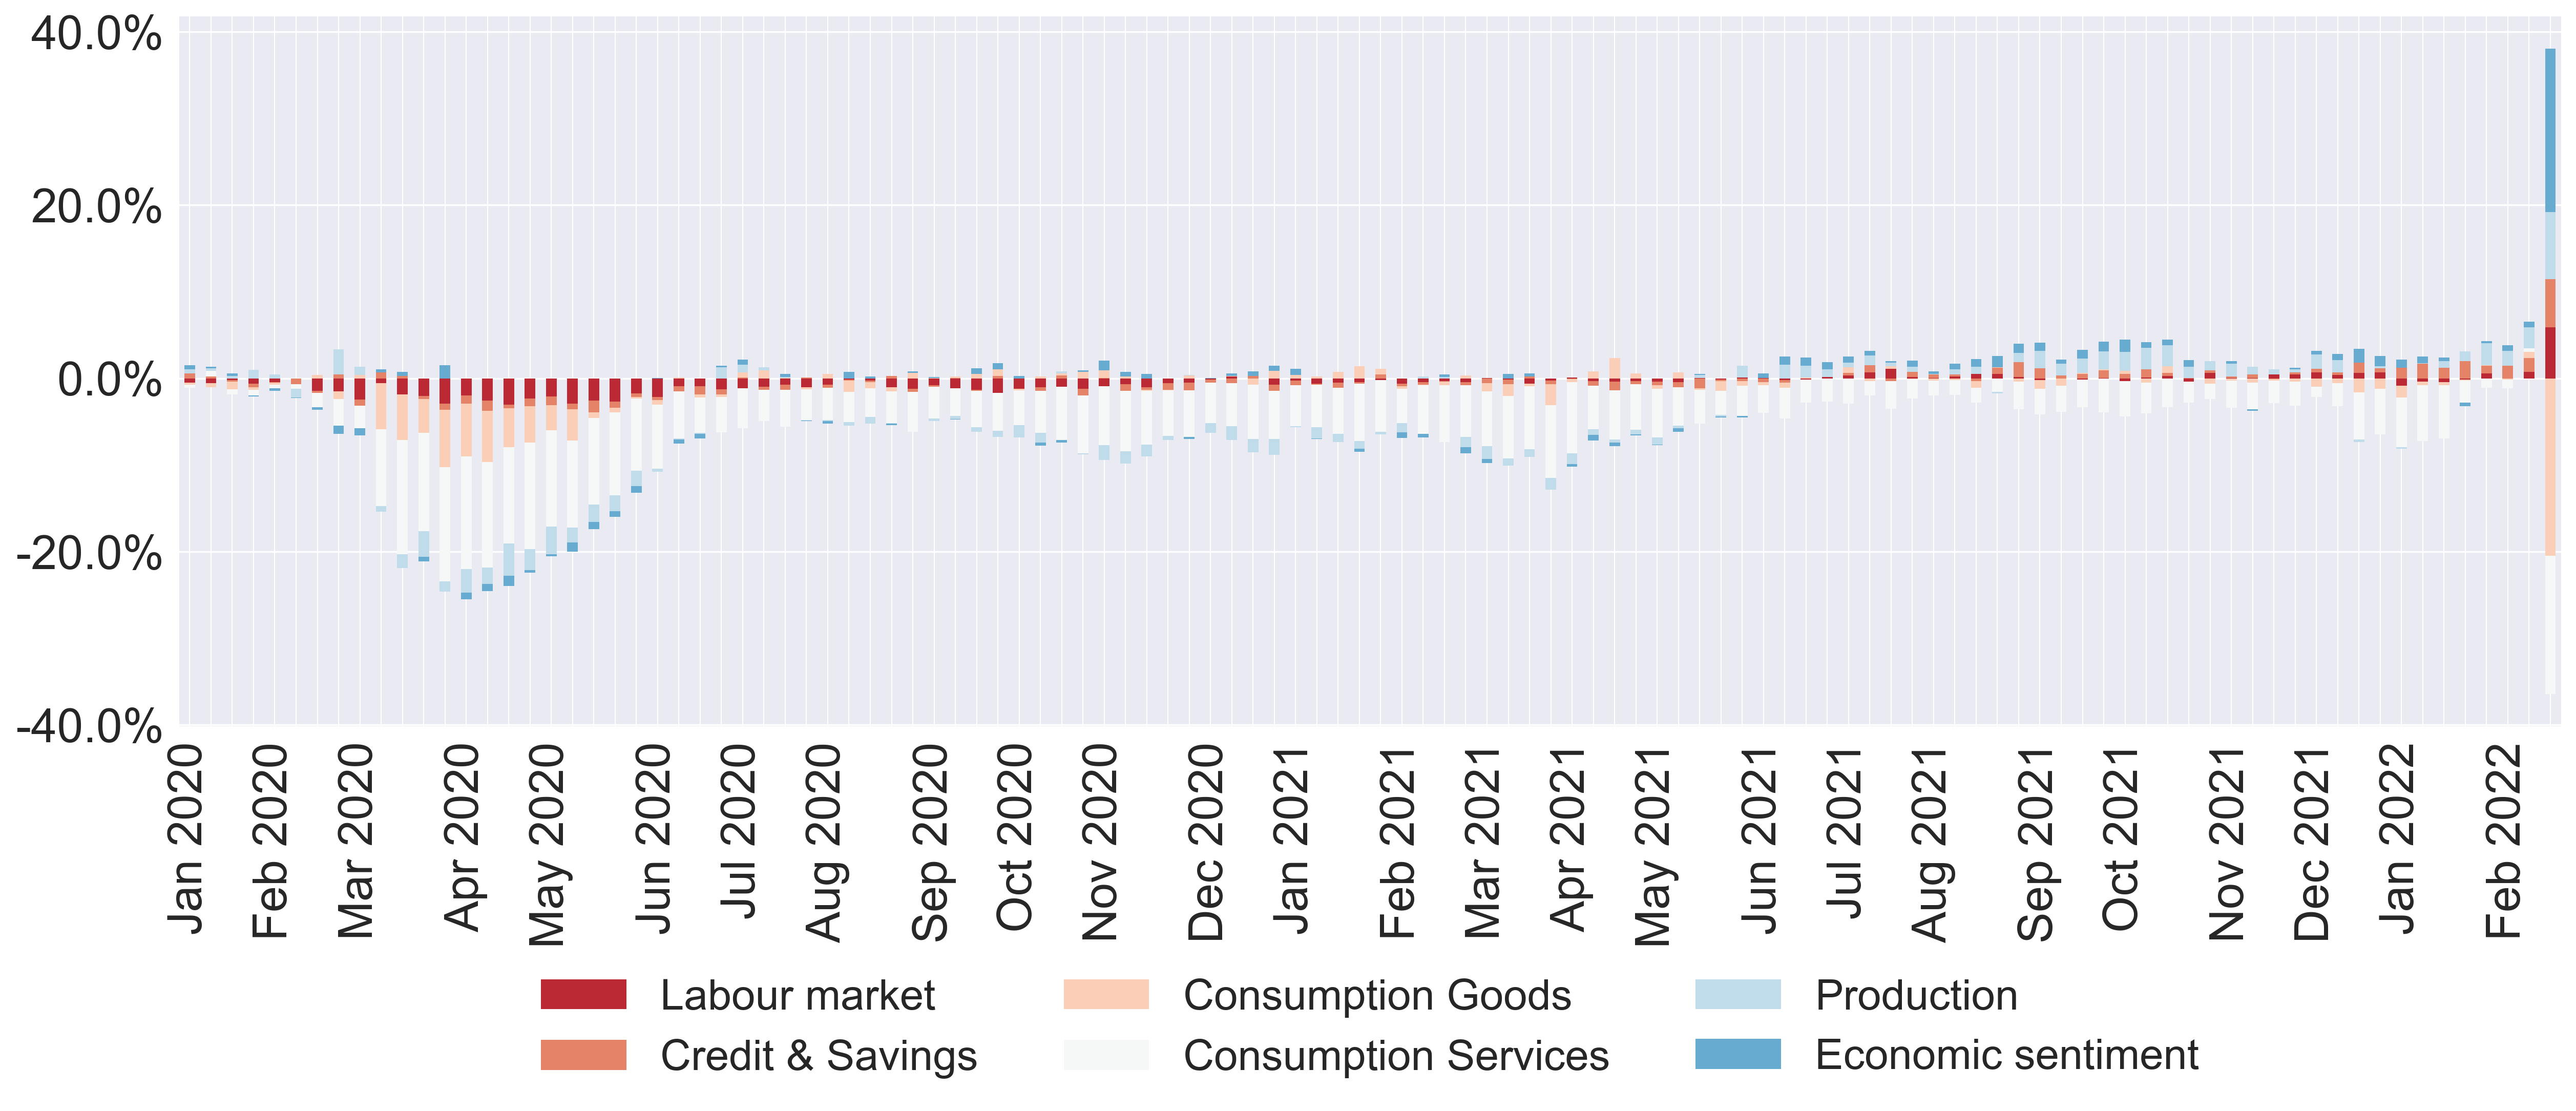 40.0%
20.0%
0.0%
-20.0%
-40.0%
Jan 2020
Feb 2020
Mar 2020
Apr 2020
May 2020
Jun 2020
Jul 2020
Aug 2020
Sep 2020
Oct 2020
Nov 2020
Dec 2020
Jan 2021
Feb 2021
Mar 2021
Apr 2021
May 2021
Jun 2021
Jul 2021
Aug 2021
Sep 2021
Oct 2021
Nov 2021
Dec 2021
Jan 2022
Feb 2022
Labour market
Consumption Goods
Production
Credit & Savings
Consumption Services
Economic sentiment